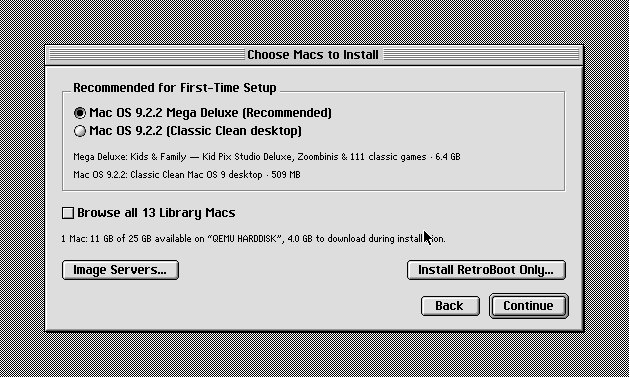 Choose Macs to Install
Recommended for First-Time Setup
Mac OS 9.2.2 Mega Deluxe (Recommended)
Mac OS 9.2.2 (Classic Clean desktop)
Mega Deluxe: Kids & Family — Kid Pix Studio Deluxe, Zoombinis & 111 classic games · 6.4 GB
Mac OS 9.2.2: Classic Clean Mac OS 9 desktop · 509 MB
Browse all 13 Library Macs
1 Mac: 11 GB of 25 GB available on “QEMU HARDDISK”, 4.0 GB to download during installation.
Image Servers...
Install RetroBoot Only...
Back
Continue